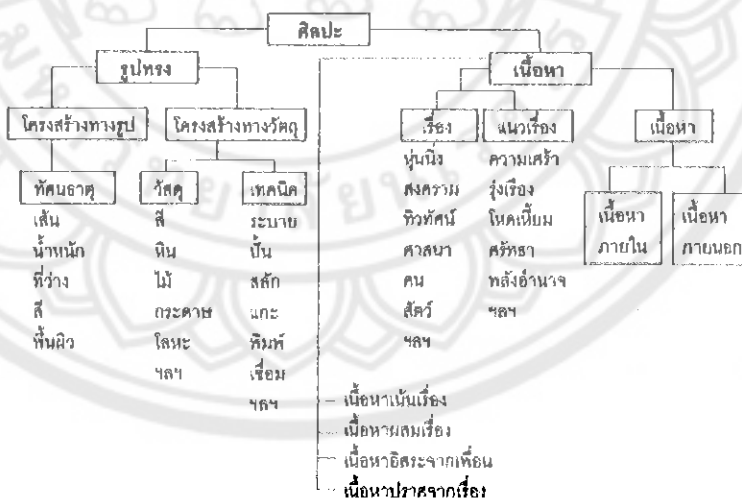 ศิลปะ
รูปทรง
เนื้อหา
โครงสร้างทางรูป
โครงสร้างทางวัตถุ
เรื่อง
แนวเรื่อง
เนื้อหา
ทัศนธาตุ
วัสดุ
เทคนิค
เส้น
น้ำหนัก
ที่ว่าง
สี
พื้นผิว
สี
หิน
ไม้
กระดาษ
โลหะ
ฯลฯ
ระบาย
ปั้น
สลัก
แกะ
พิมพ์
เชื่อม
ฯลฯ
หุ่นนิ่ง
สงคราม
ทิวทัศน์
ศาสนา
คน
สัตว์
ฯลฯ
ความเศร้า
รุ่งเรือง
โหดเหี้ยม
ศรัทธา
พลังอำนาจ
ฯลฯ
เนื้อหา
ภายใน
เนื้อหา
ภายนอก
เนื้อหาเน้นเรื่อง
เนื้อหาผสมเรื่อง
เนื้อหาอิสระจากเพื่อน
เนื้อหาปราศจากเรื่อง